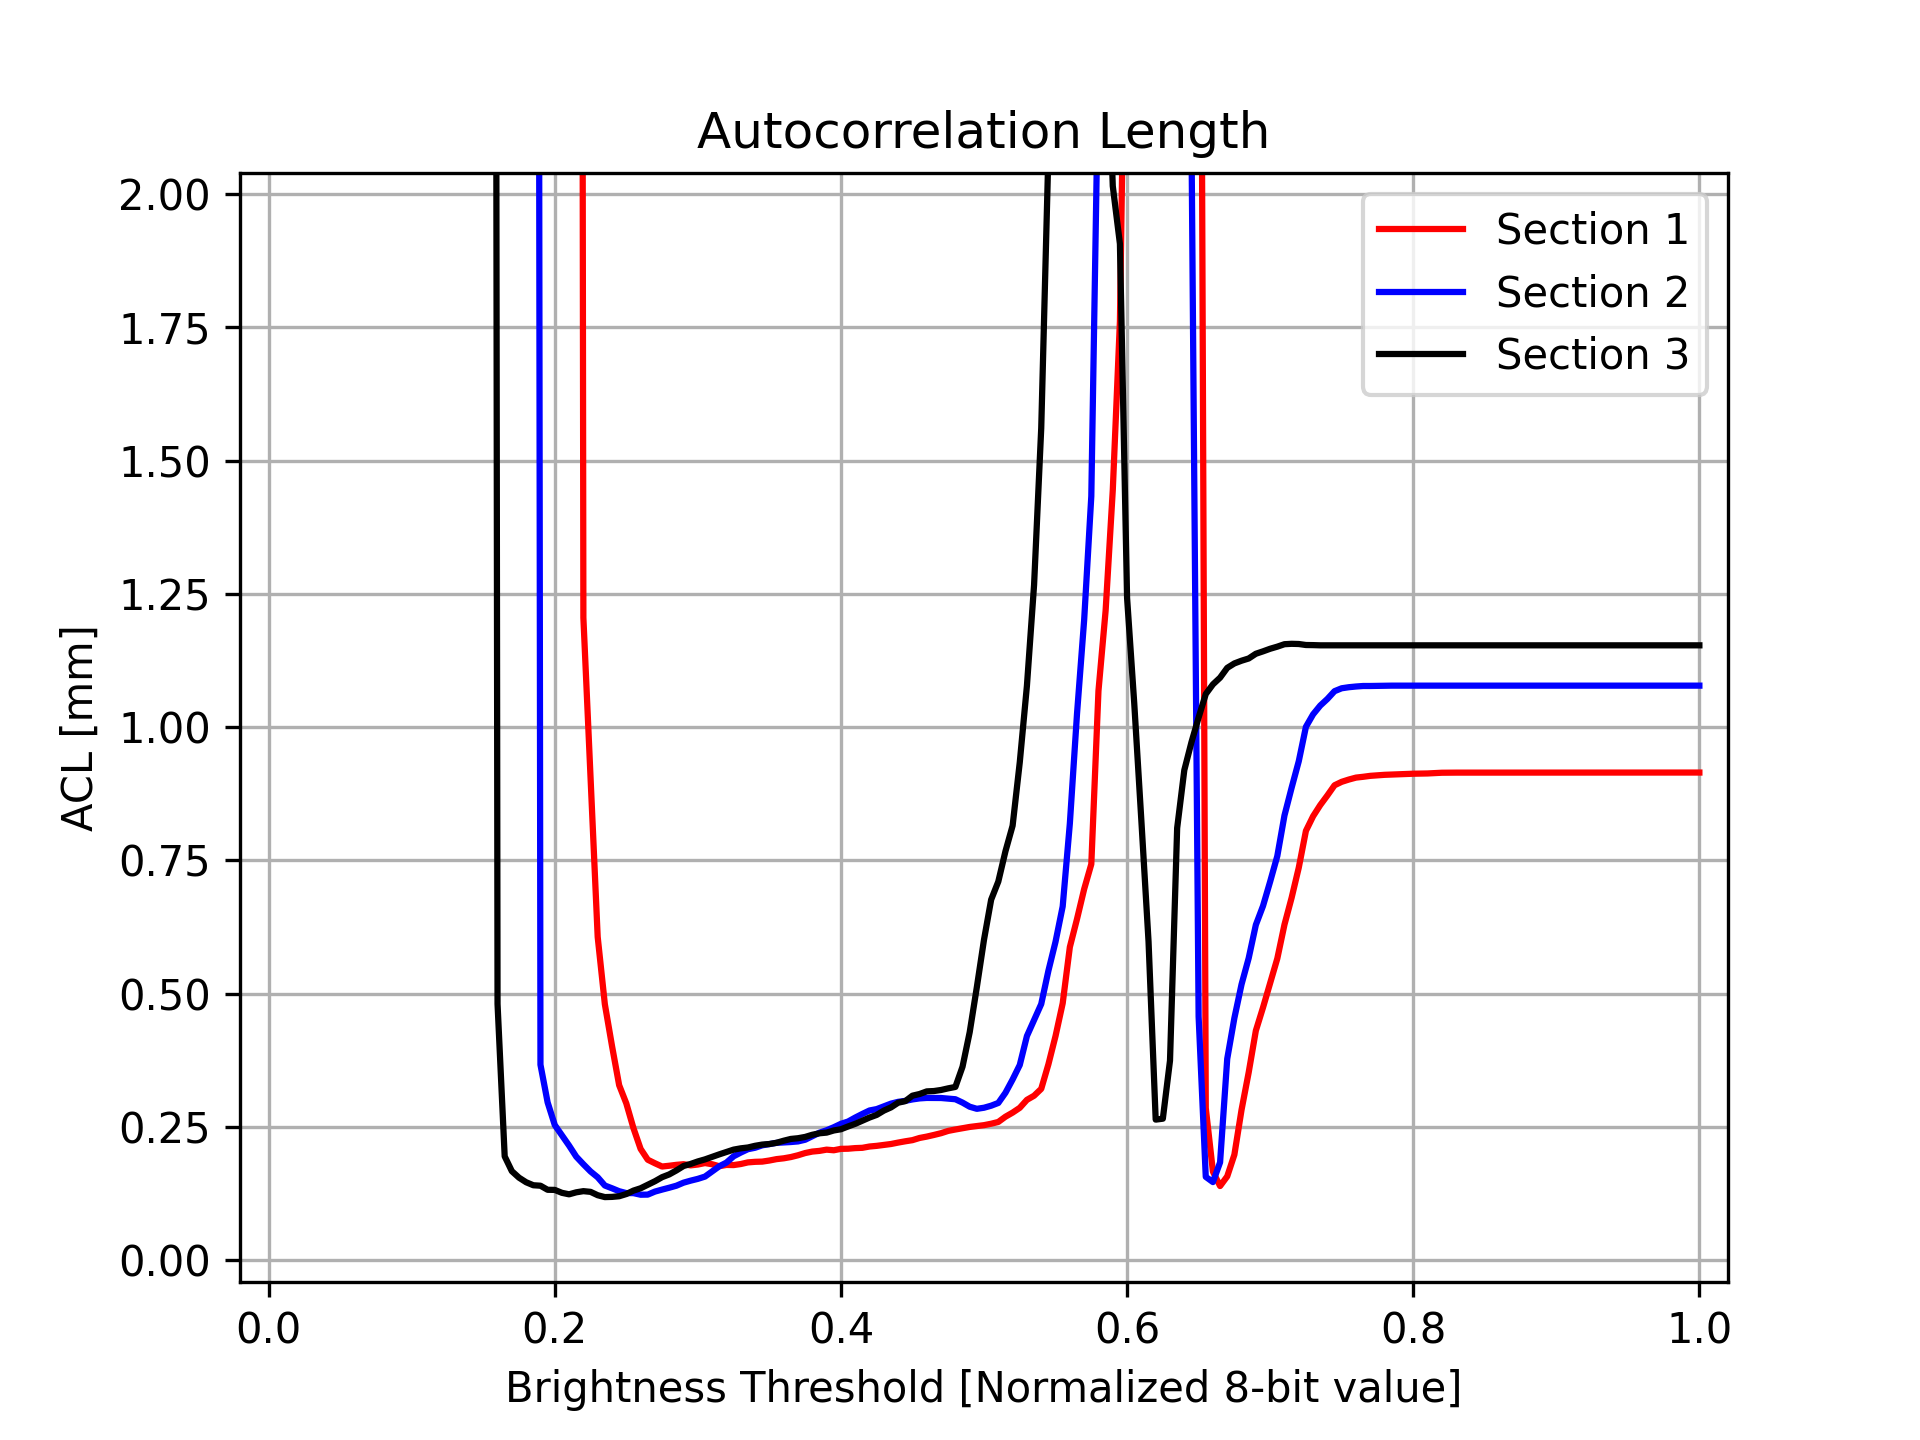 Autocorrelation Length
2.00
1.75
1.50
1.25
1.00
0.75
0.50
0.25
0.00
ACL [mm]
0.0 0.2 0.4 0.6 0.8 1.0
Brightness Threshold [Normalized 8-bit value]
Section 1
Section 2
Section 3